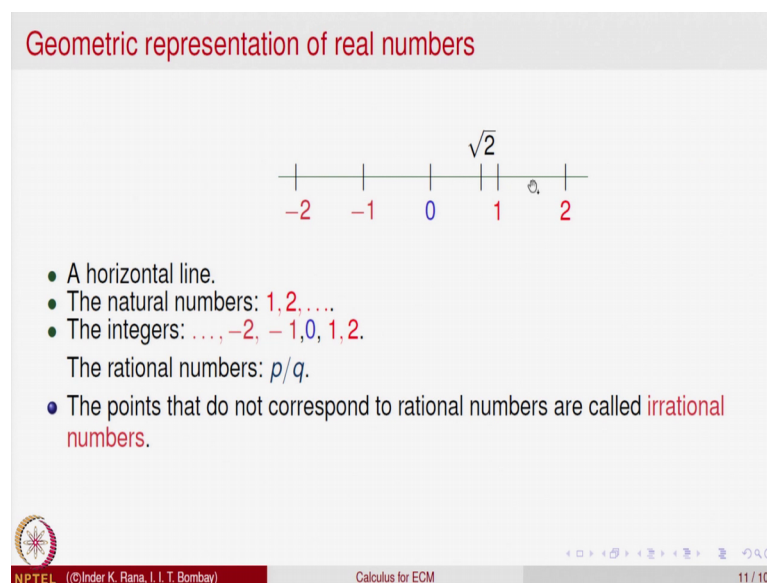 Geometric representation of real numbers
√2
−2 −1 0 1 2
• A horizontal line.
• The natural numbers: 1, 2, ....
• The integers: ..., −2, − 1,0, 1, 2.
The rational numbers: p/q.
• The points that do not correspond to rational numbers are called irrational
numbers.
NPTEL (©Inder K. Rana, I. I. T. Bombay) Calculus for ECM 11 / 10